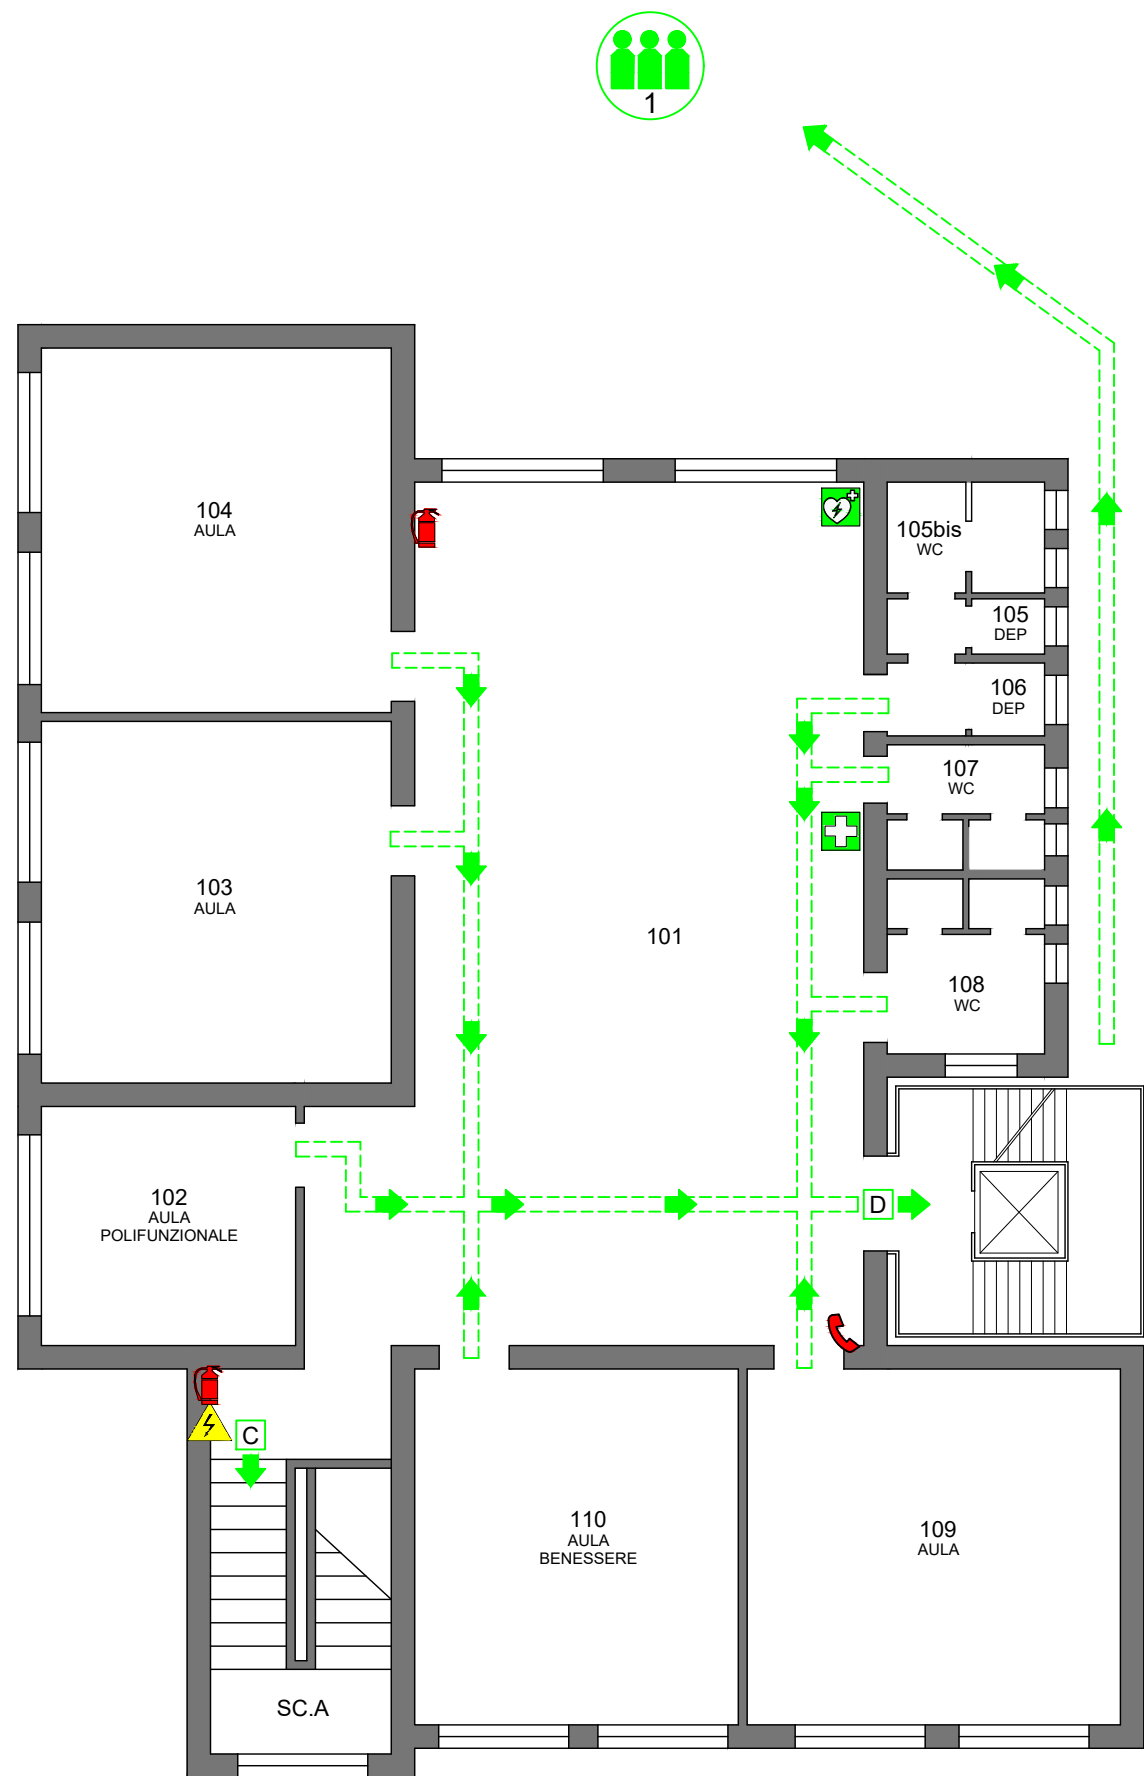 1
104
AULA
105bis
WC
105
DEP
106
DEP
107
WC
103
AULA
101
108
WC
102
AULA
POLIFUNZIONALE
D
C
110
AULA
BENESSERE
109
AULA
SC.A